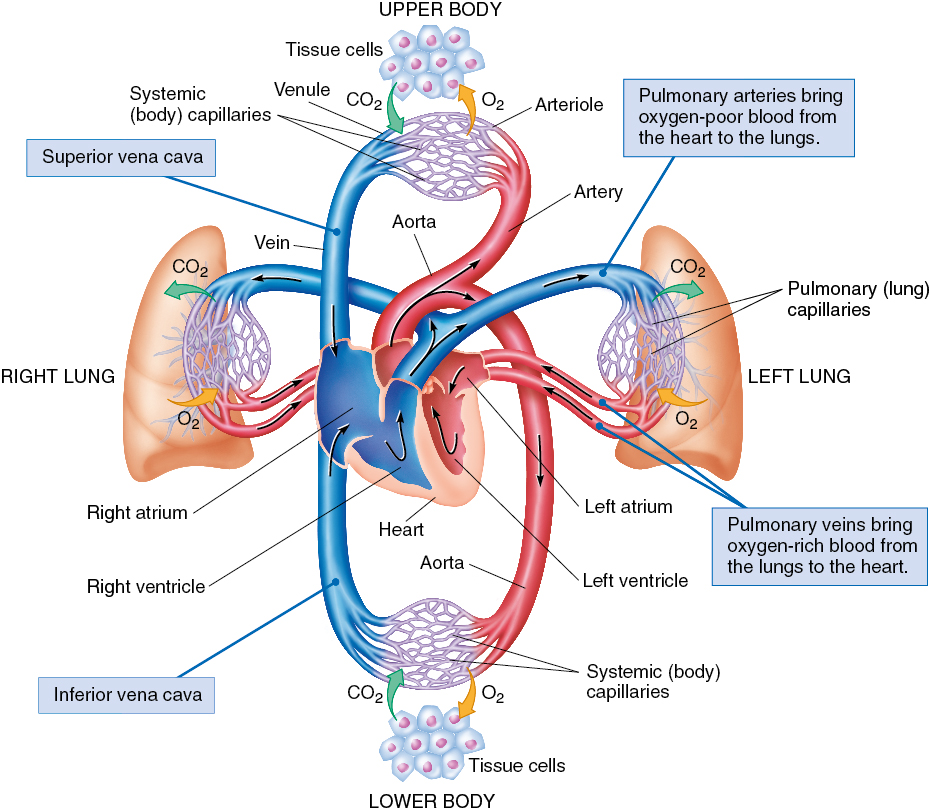 UPPER BODY
Tissue cells
Venule
CO2
O2
Arteriole
Systemic
(body) capillaries
Pulmonary arteries bring
oxygen-poor blood from
the heart to the lungs.
Superior vena cava
Artery
Aorta
Vein
CO2
CO2
Pulmonary (lung)
capillaries
RIGHT LUNG
LEFT LUNG
O2
O2
Right atrium
Heart
Left atrium
Pulmonary veins bring
oxygen-rich blood from
the lungs to the heart.
Aorta
Right ventricle
Left ventricle
Inferior vena cava
CO2
O2
Systemic (body)
capillaries
Tissue cells
LOWER BODY